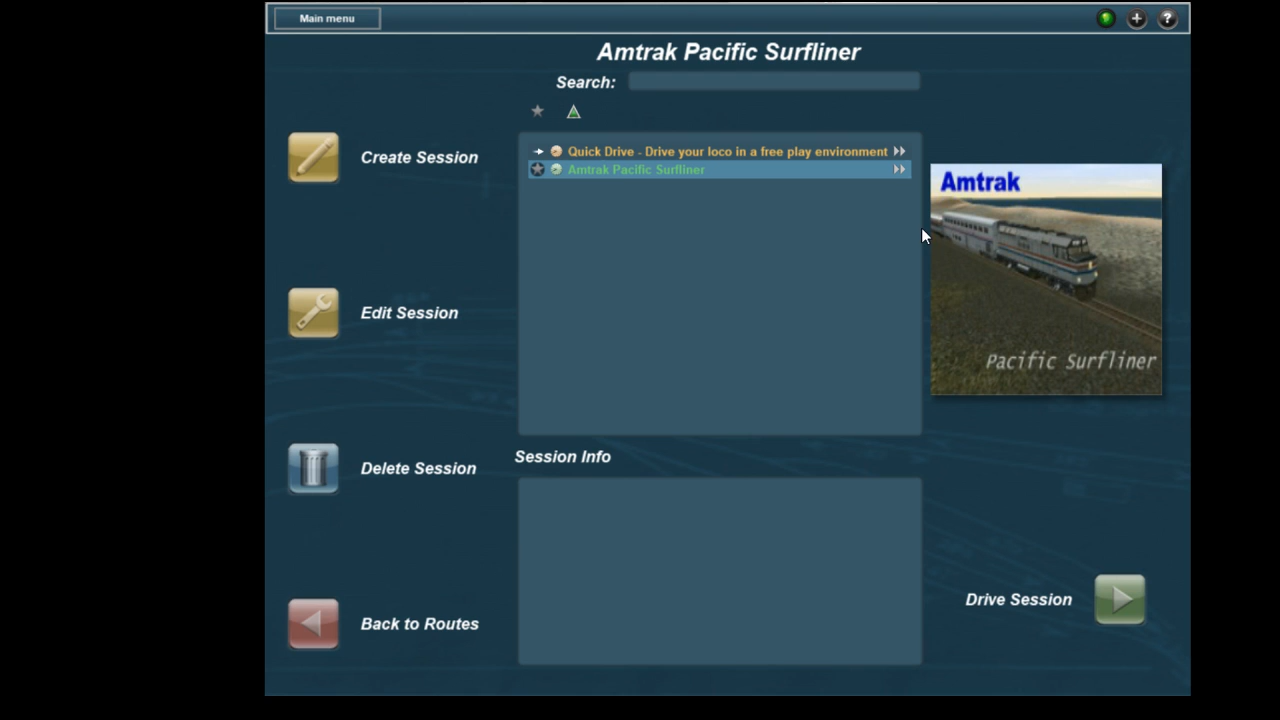 Main menu
Amtrak Pacific Surfliner
Search:
Create Session
Quick Drive - Drive your loco in a free play environment
Amtrak Pacific Surfliner
Amtrak
Pacific Surfliner
Edit Session
Session Info
Delete Session
Drive Session
Back to Routes